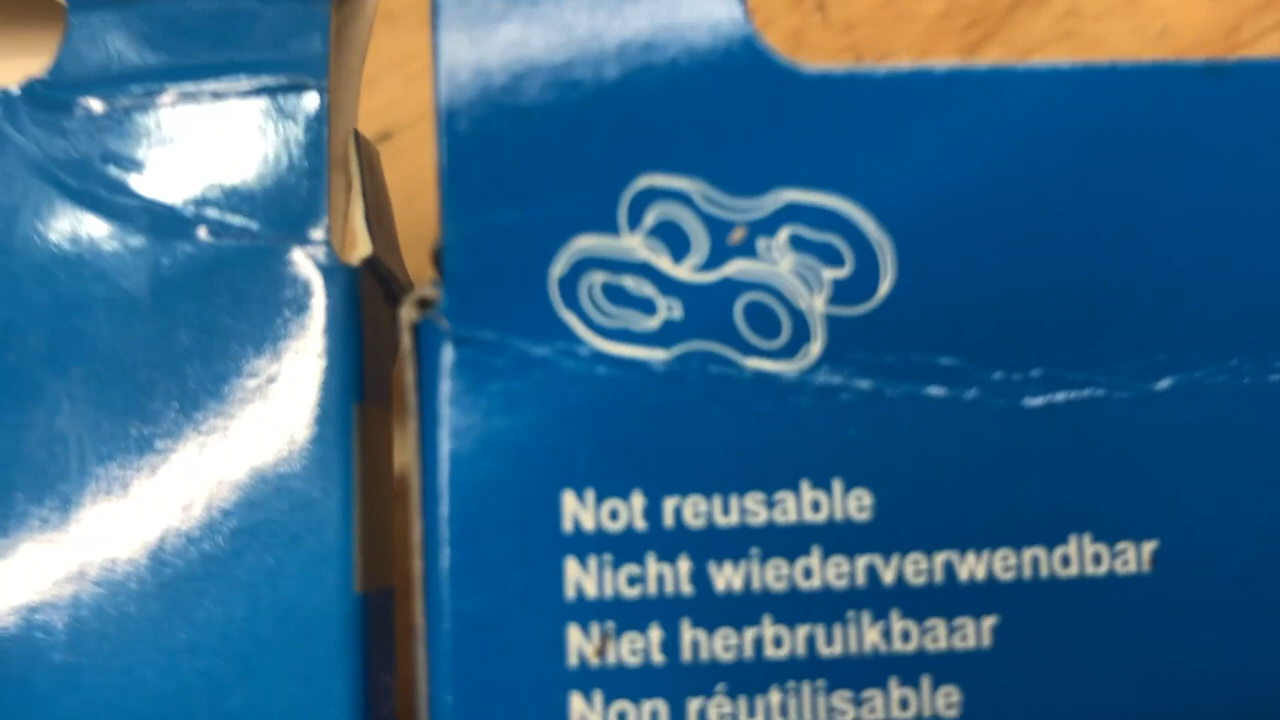 Not reusable
Nicht wiederverwendbar
Niet herbruikbaar
Non réutilisable